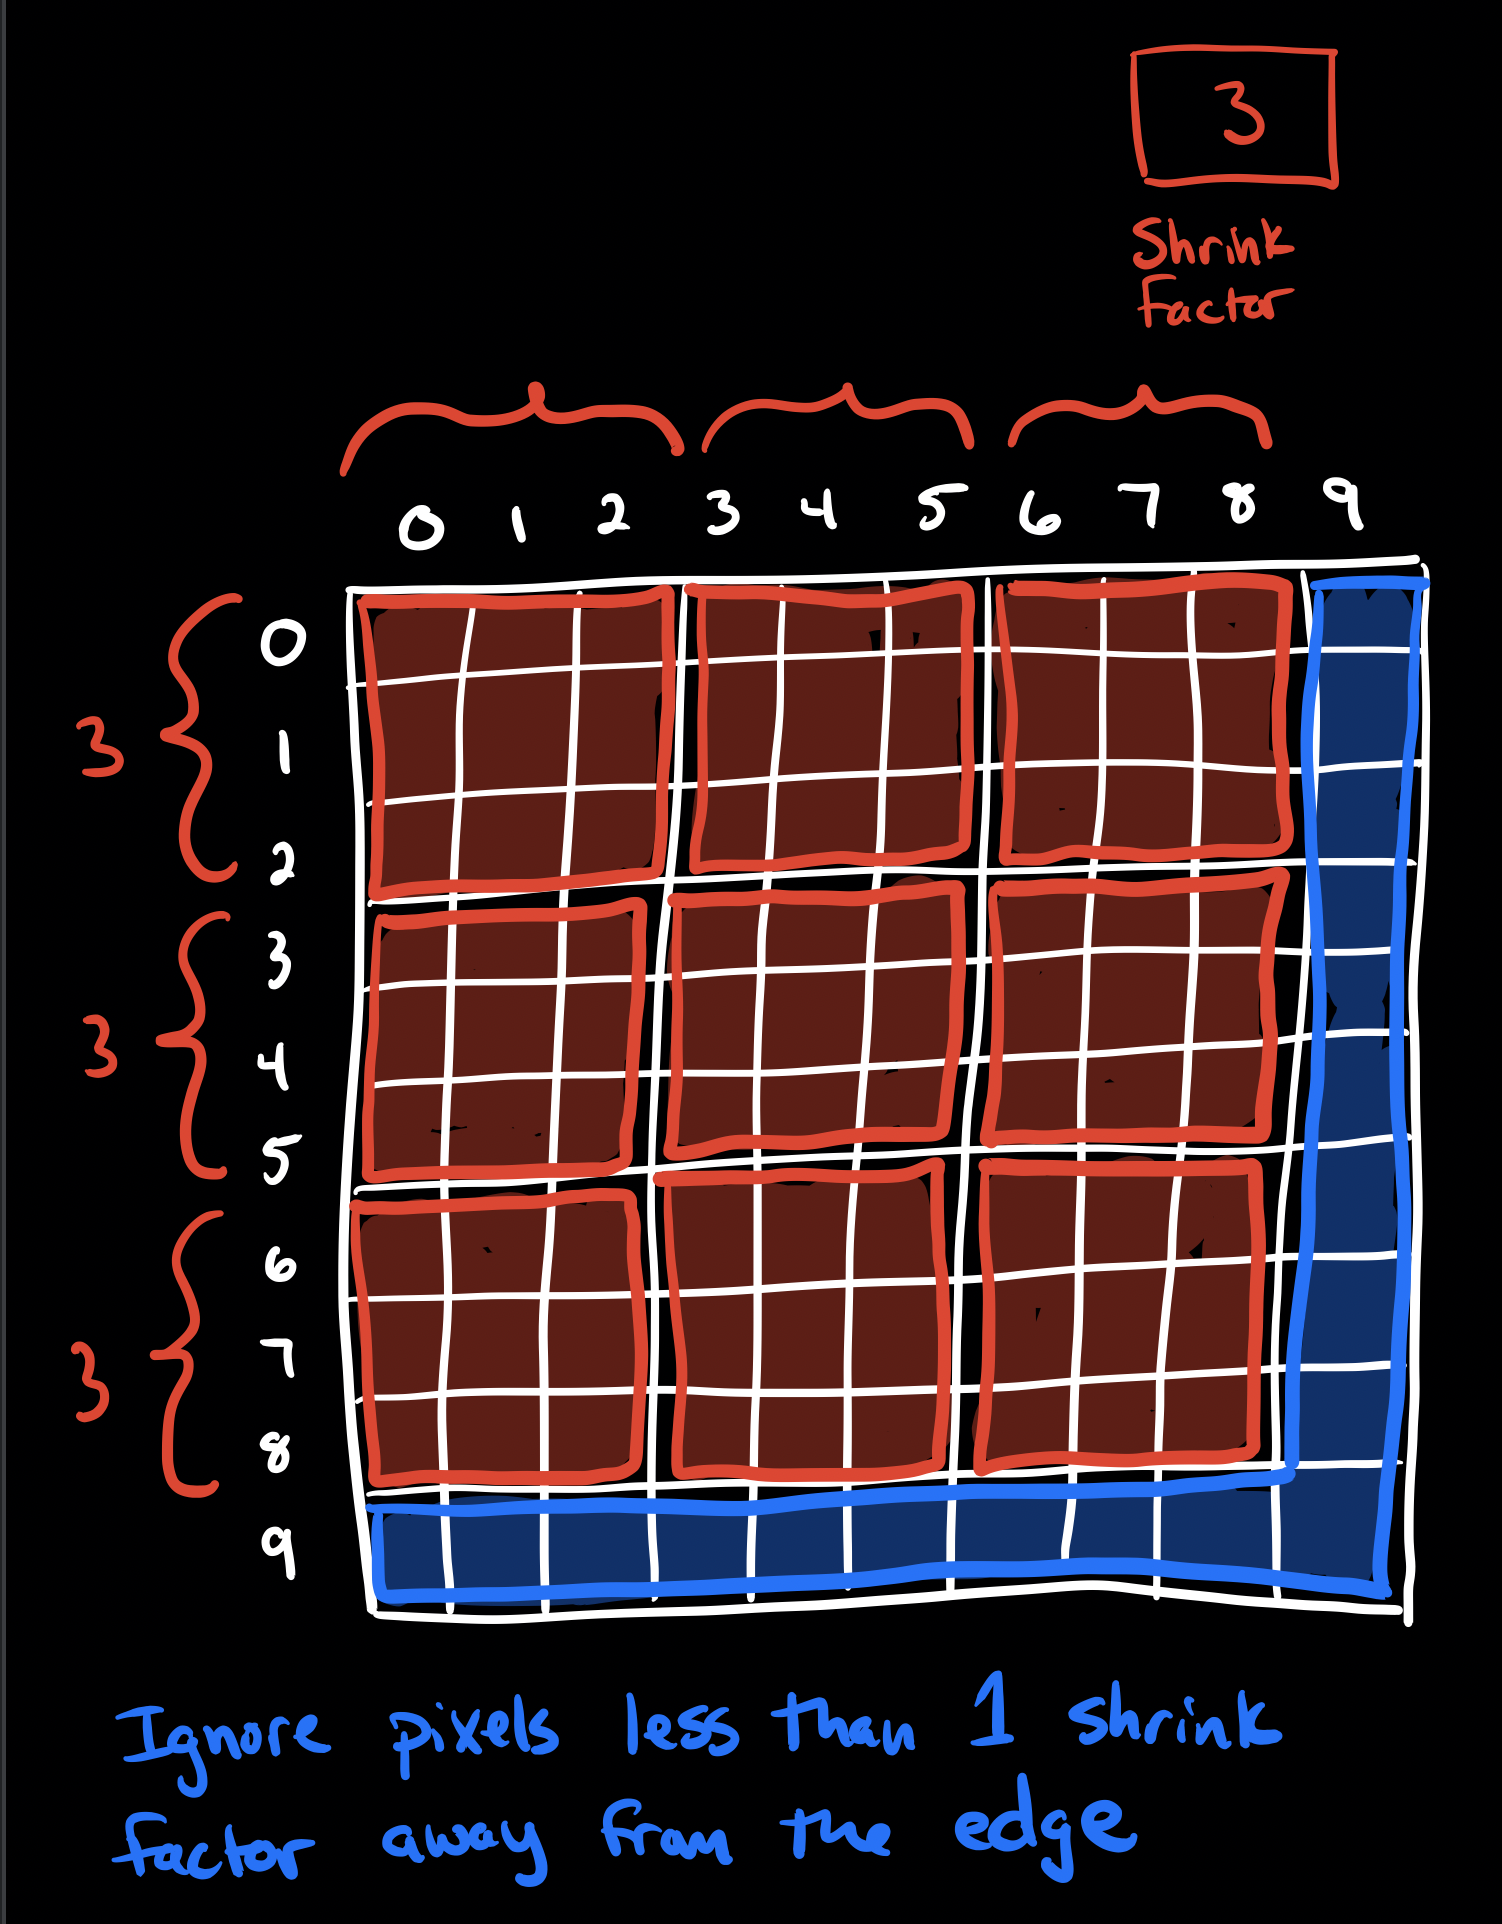 3
Shrink
Factor
0 1 2 3 4 5 6 7 8 9
0
3 1
2
3
3 4
5
6
3 7
8
9
Ignore pixels less than 1 shrink
factor away from the edge